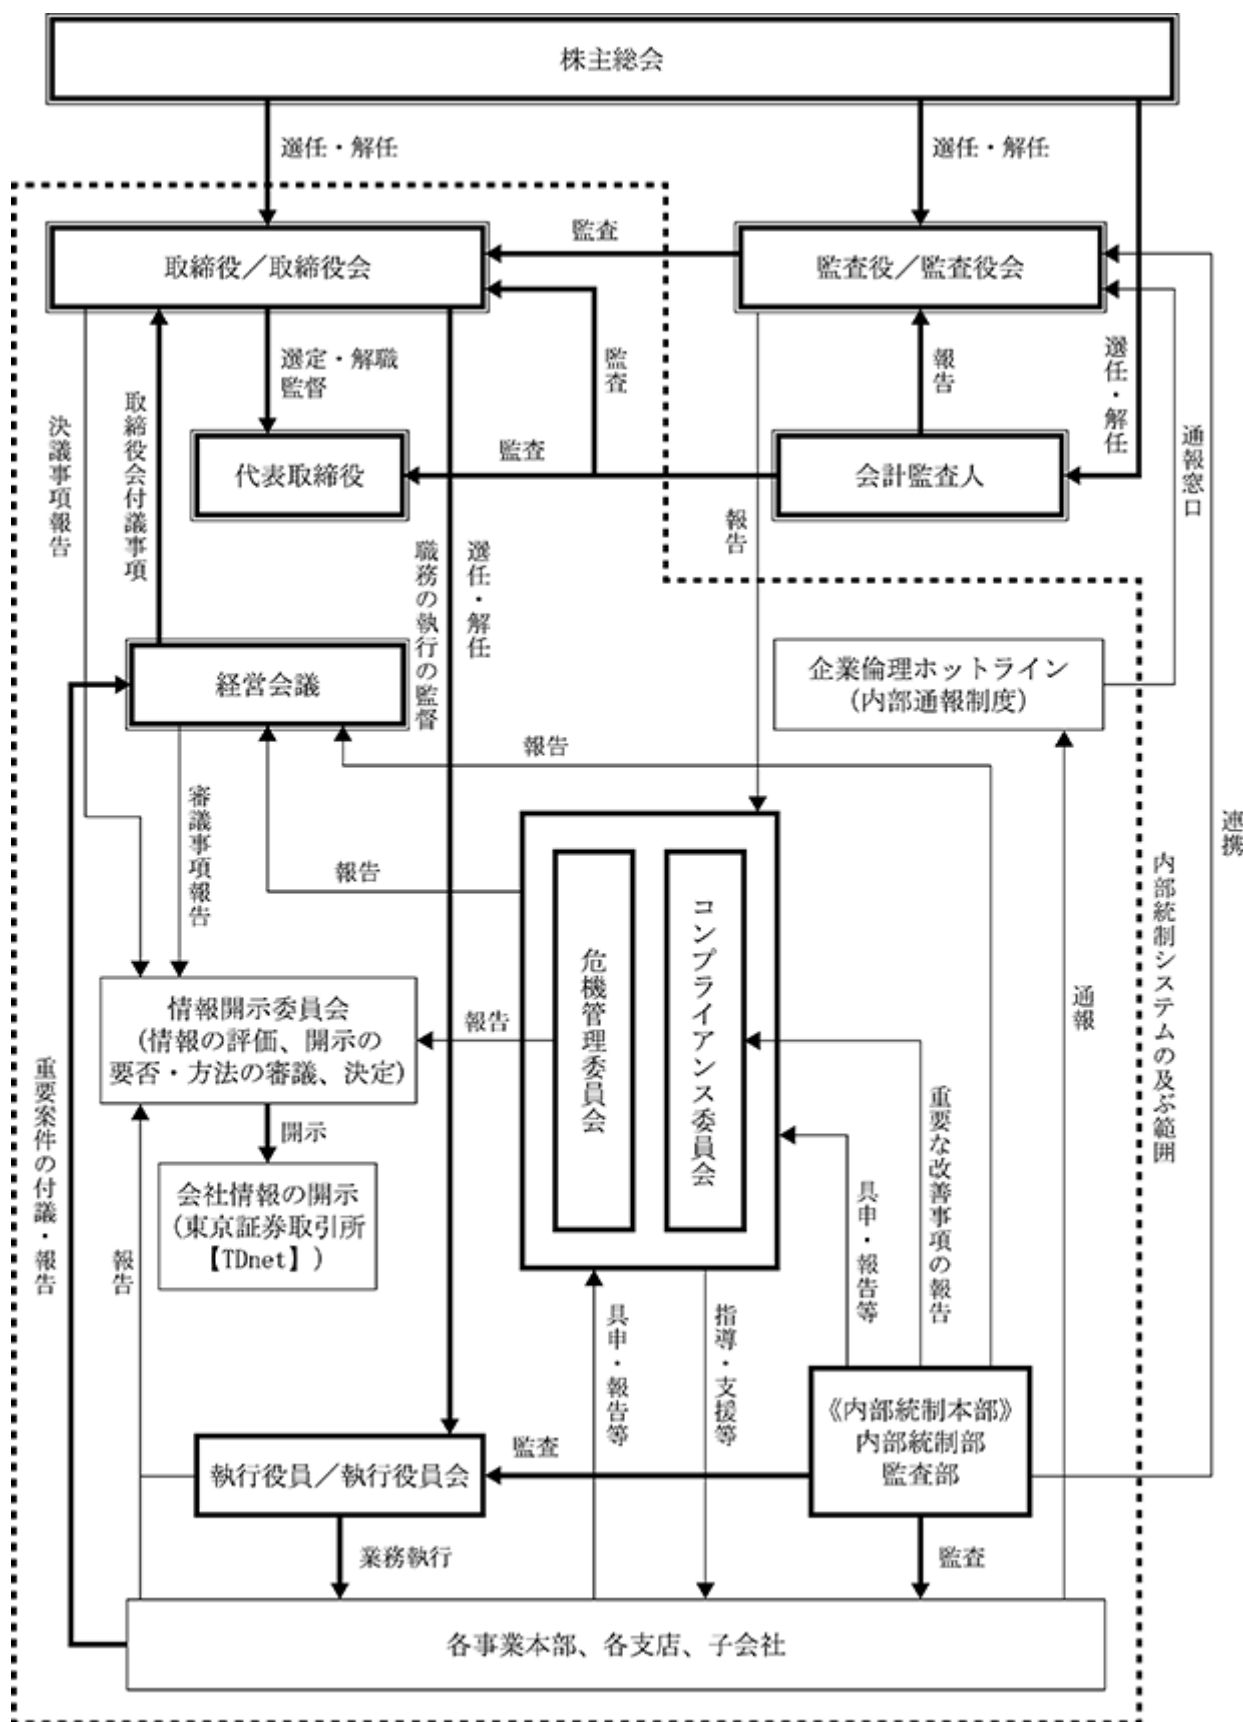 株主総会
選任・解任
選任・解任
監査
取締役／取締役会
監査役／監査役会
選定・解職
監督
監査
報告
選任・解任
決議事項報告
取締役会付議事項
代表取締役
監査
会計監査人
通報窓口
報告
職務の執行の監督
選任・解任
経営会議
企業倫理ホットライン
(内部通報制度)
報告
審議事項報告
報告
連携
内部統制システムの及ぶ範囲
危機管理委員会
コンプライアンス委員会
情報開示委員会
(情報の評価、開示の
要否・方法の審議、決定)
報告
通報
重要案件の付議・報告
開示
会社情報の開示
(東京証券取引所
【TDnet】)
報告
重要な改善事項の報告
具申・報告等
具申・報告等
指導・支援等
《内部統制本部》
内部統制部
監査部
監査
執行役員／執行役員会
業務執行
監査
各事業本部、各支店、子会社